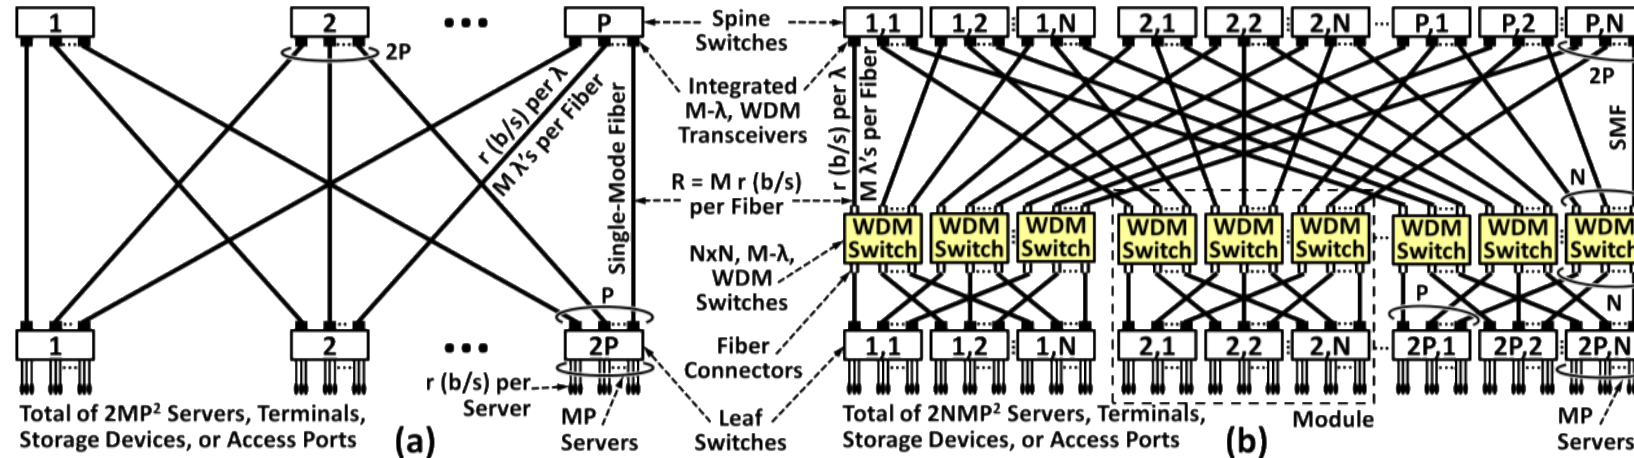 1
2
P
2P
r (b/s) per λ
M λ's per Fiber
Single-Mode Fiber
P
1
2
2P
r (b/s) per
Server
MP
Servers
Total of 2MP² Servers, Terminals,
Storage Devices, or Access Ports
(a)
Spine
Switches
Integrated
M-λ, WDM
Transceivers
R = M r (b/s)
per Fiber
NxN, M-λ,
WDM
Switches
Fiber
Connectors
Leaf
Switches
1,1
1,2
1,N
2,1
2,2
2,N
P,1
P,2
P,N
2P
r (b/s) per λ
M λ's per Fiber
SMF
N
WDM
Switch
WDM
Switch
WDM
Switch
WDM
Switch
WDM
Switch
WDM
Switch
WDM
Switch
WDM
Switch
WDM
Switch
P
N
1,1
1,2
1,N
2,1
2,2
2,N
2P,1
2P,2
2P,N
Module
MP
Servers
Total of 2NMP² Servers, Terminals,
Storage Devices, or Access Ports
(b)